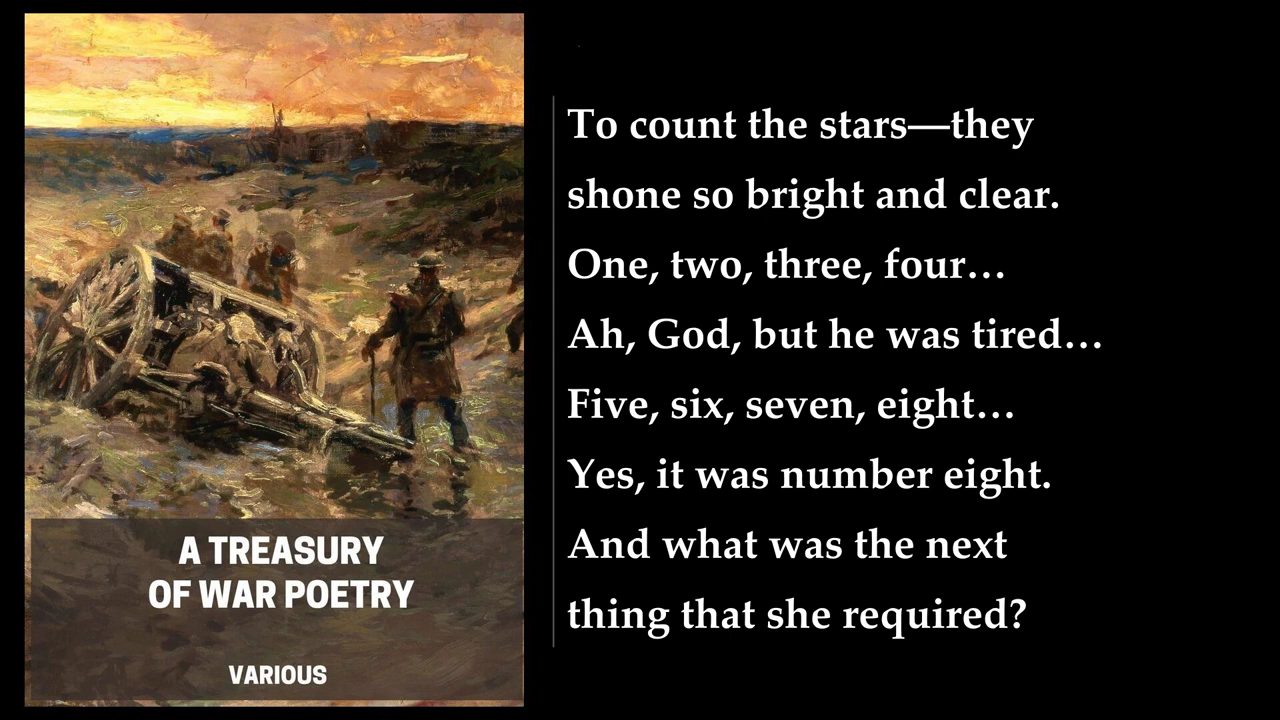 A TREASURY
OF WAR POETRY
VARIOUS
To count the stars—they
shone so bright and clear.
One, two, three, four…
Ah, God, but he was tired…
Five, six, seven, eight…
Yes, it was number eight.
And what was the next
thing that she required?